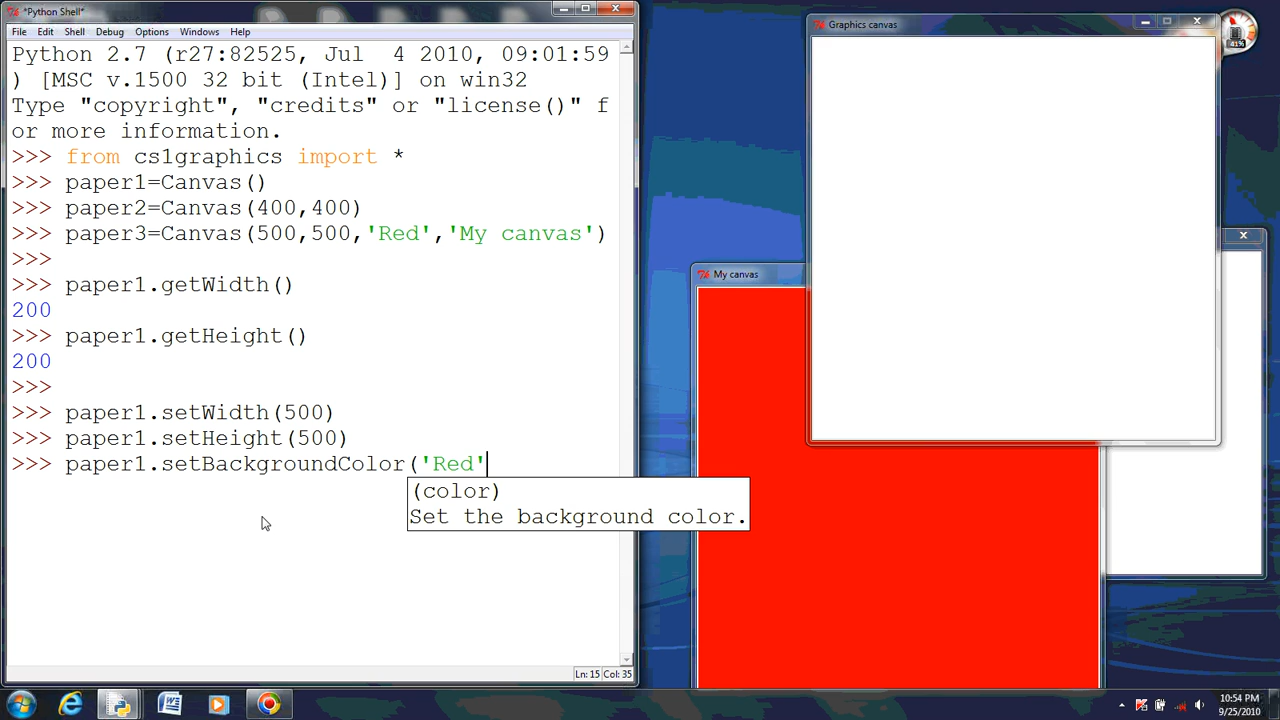 *Python Shell*
File Edit Shell Debug Options Windows Help
Python 2.7 (r27:82525, Jul  4 2010, 09:01:59
) [MSC v.1500 32 bit (Intel)] on win32
Type "copyright", "credits" or "license()" f
or more information.
>>> from cs1graphics import *
>>> paper1=Canvas()
>>> paper2=Canvas(400,400)
>>> paper3=Canvas(500,500,'Red','My canvas')
>>>
>>> paper1.getWidth()
200
>>> paper1.getHeight()
200
>>>
>>> paper1.setWidth(500)
>>> paper1.setHeight(500)
>>> paper1.setBackgroundColor('Red'
(color)
Set the background color.
Ln: 15 Col: 35
Graphics canvas
41%
My canvas
10:54 PM
9/25/2010